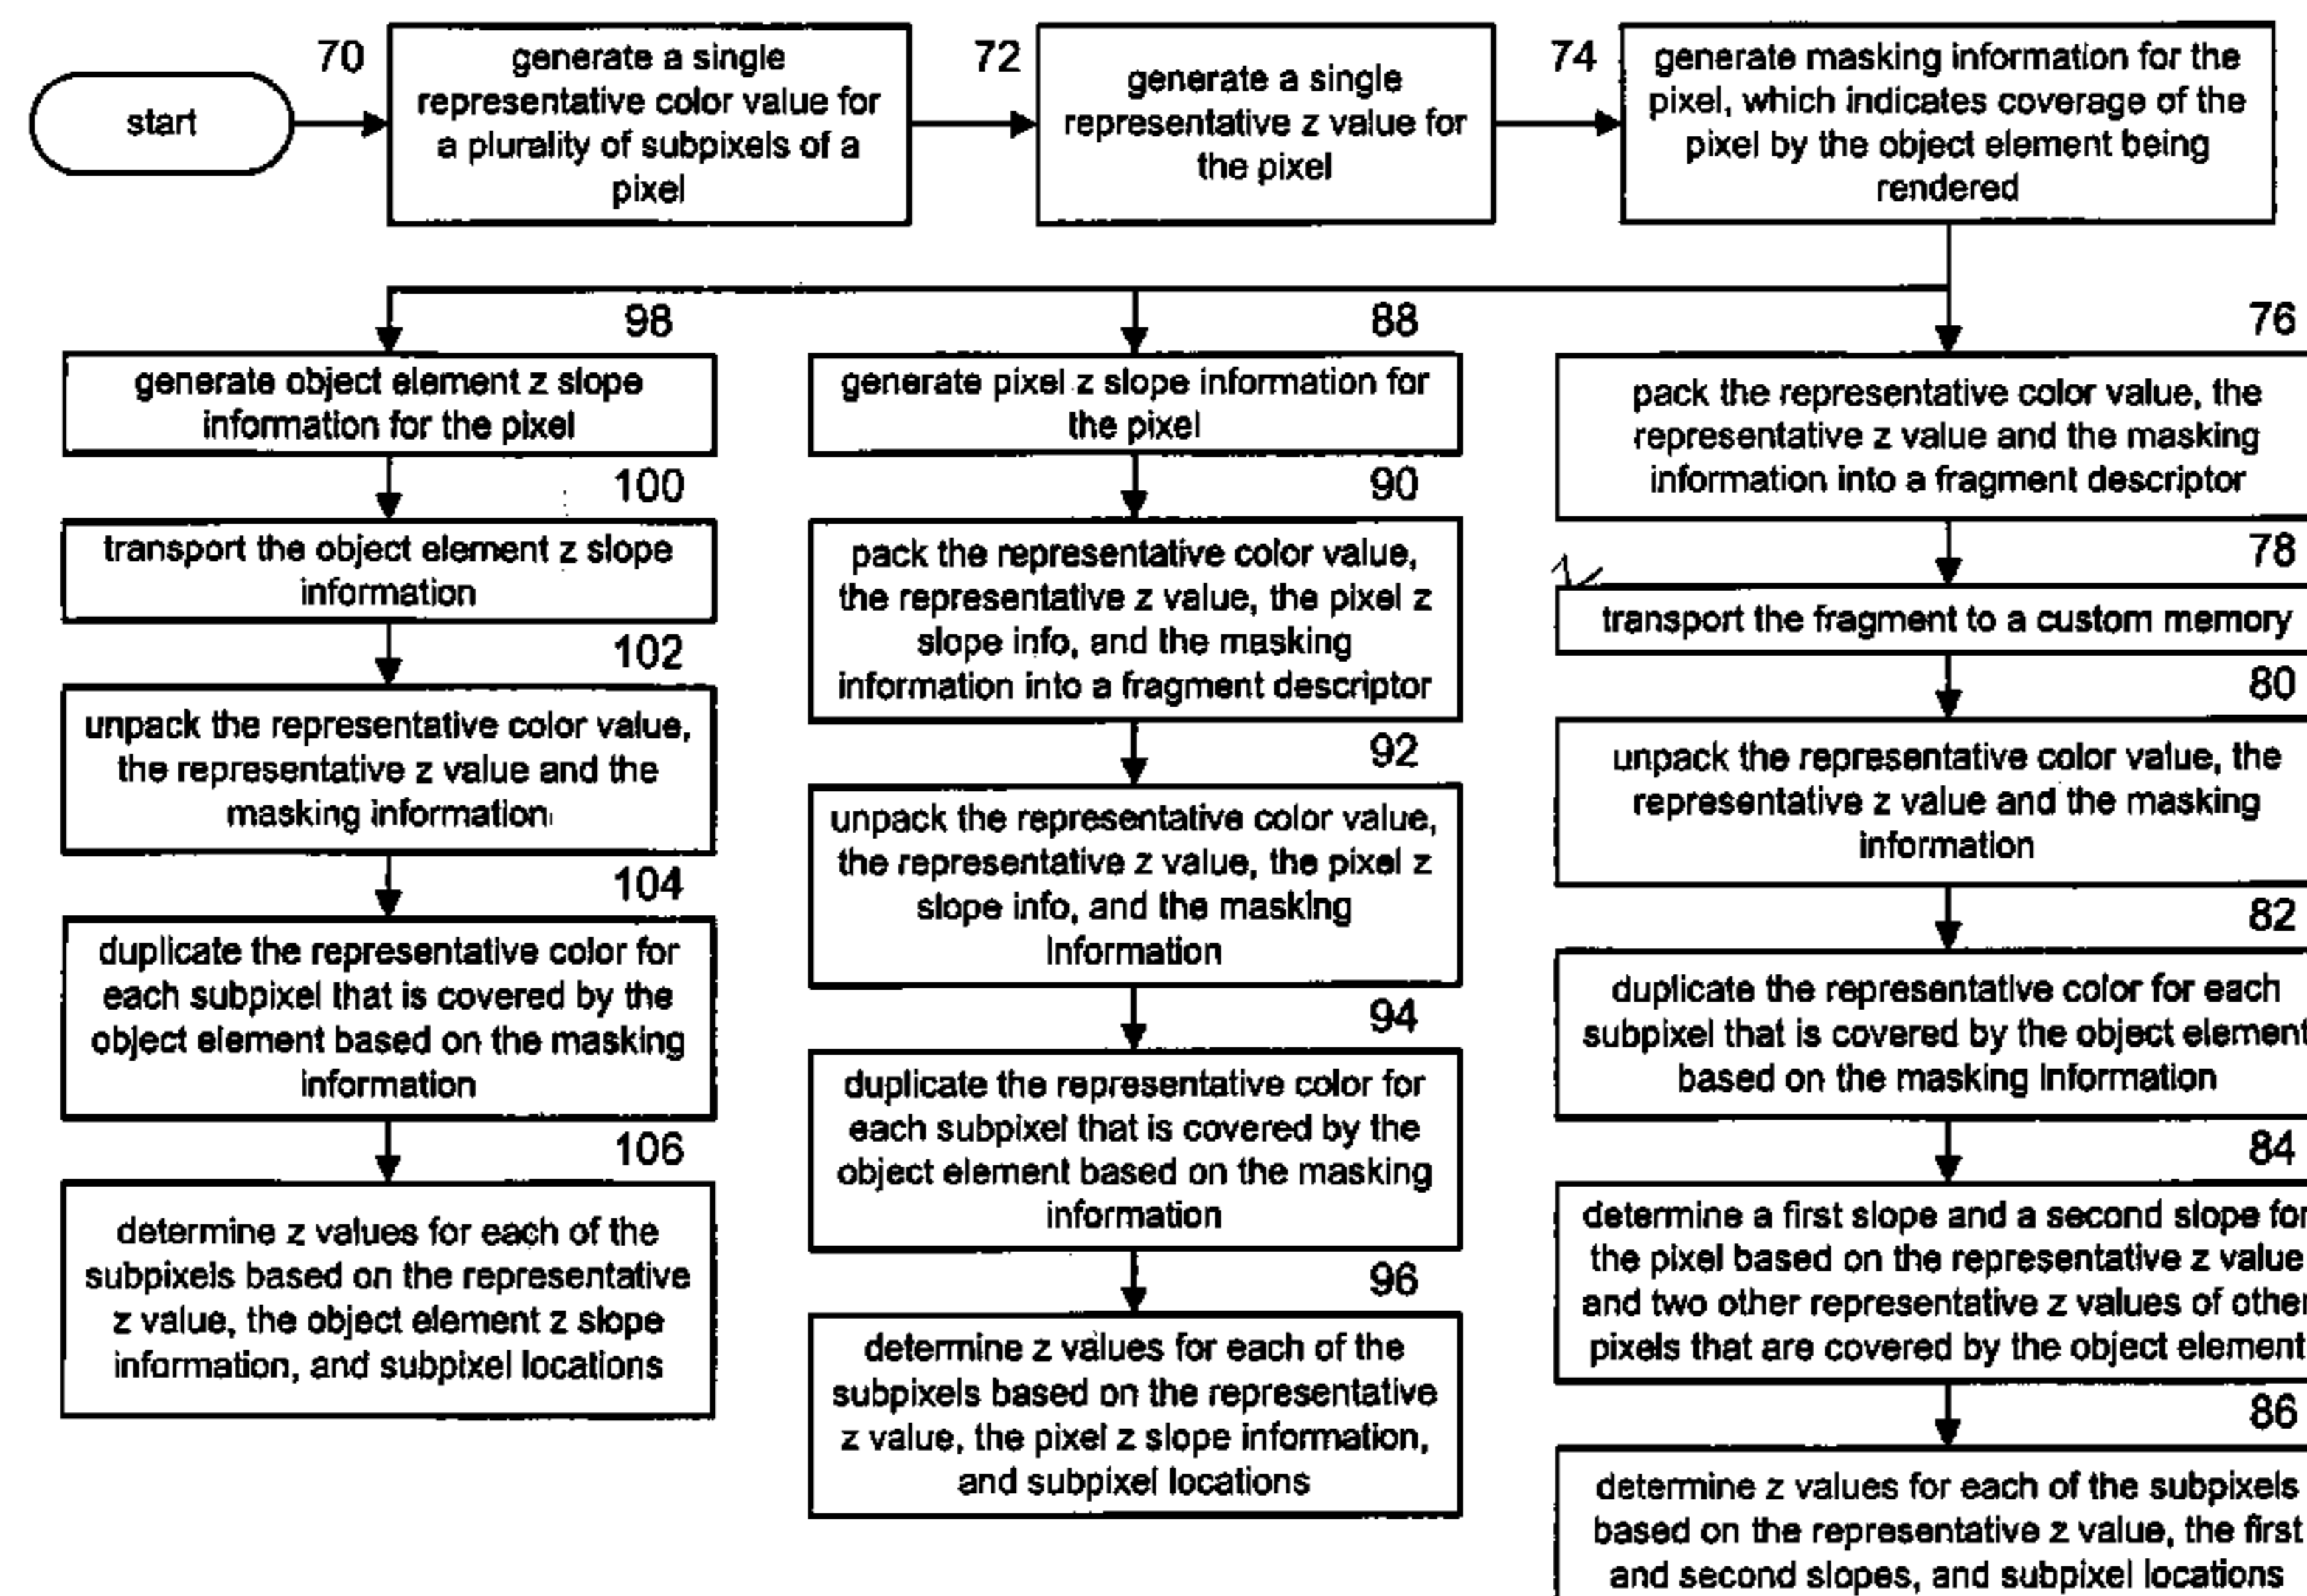 start
70
generate a single
representative color value for
a plurality of subpixels of a
pixel
72
generate a single
representative z value for
the pixel
74
generate masking information for the
pixel, which indicates coverage of the
pixel by the object element being
rendered
98
generate object element z slope
information for the pixel
100
transport the object element z slope
information
102
unpack the representative color value,
the representative z value and the
masking information
104
duplicate the representative color for
each subpixel that is covered by the
object element based on the masking
information
106
determine z values for each of the
subpixels based on the representative
z value, the object element z slope
information, and subpixel locations
88
generate pixel z slope information for
the pixel
90
pack the representative color value,
the representative z value, the pixel z
slope info, and the masking
information into a fragment descriptor
92
unpack the representative color value,
the representative z value, the pixel z
slope info, and the masking
information
94
duplicate the representative color for
each subpixel that is covered by the
object element based on the masking
information
96
determine z values for each of the
subpixels based on the representative
z value, the pixel z slope information,
and subpixel locations
76
pack the representative color value, the
representative z value and the masking
information into a fragment descriptor
78
transport the fragment to a custom memory
80
unpack the representative color value, the
representative z value and the masking
information
82
duplicate the representative color for each
subpixel that is covered by the object element
based on the masking information
84
determine a first slope and a second slope for
the pixel based on the representative z value
and two other representative z values of other
pixels that are covered by the object element
86
determine z values for each of the subpixels
based on the representative z value, the first
and second slopes, and subpixel locations